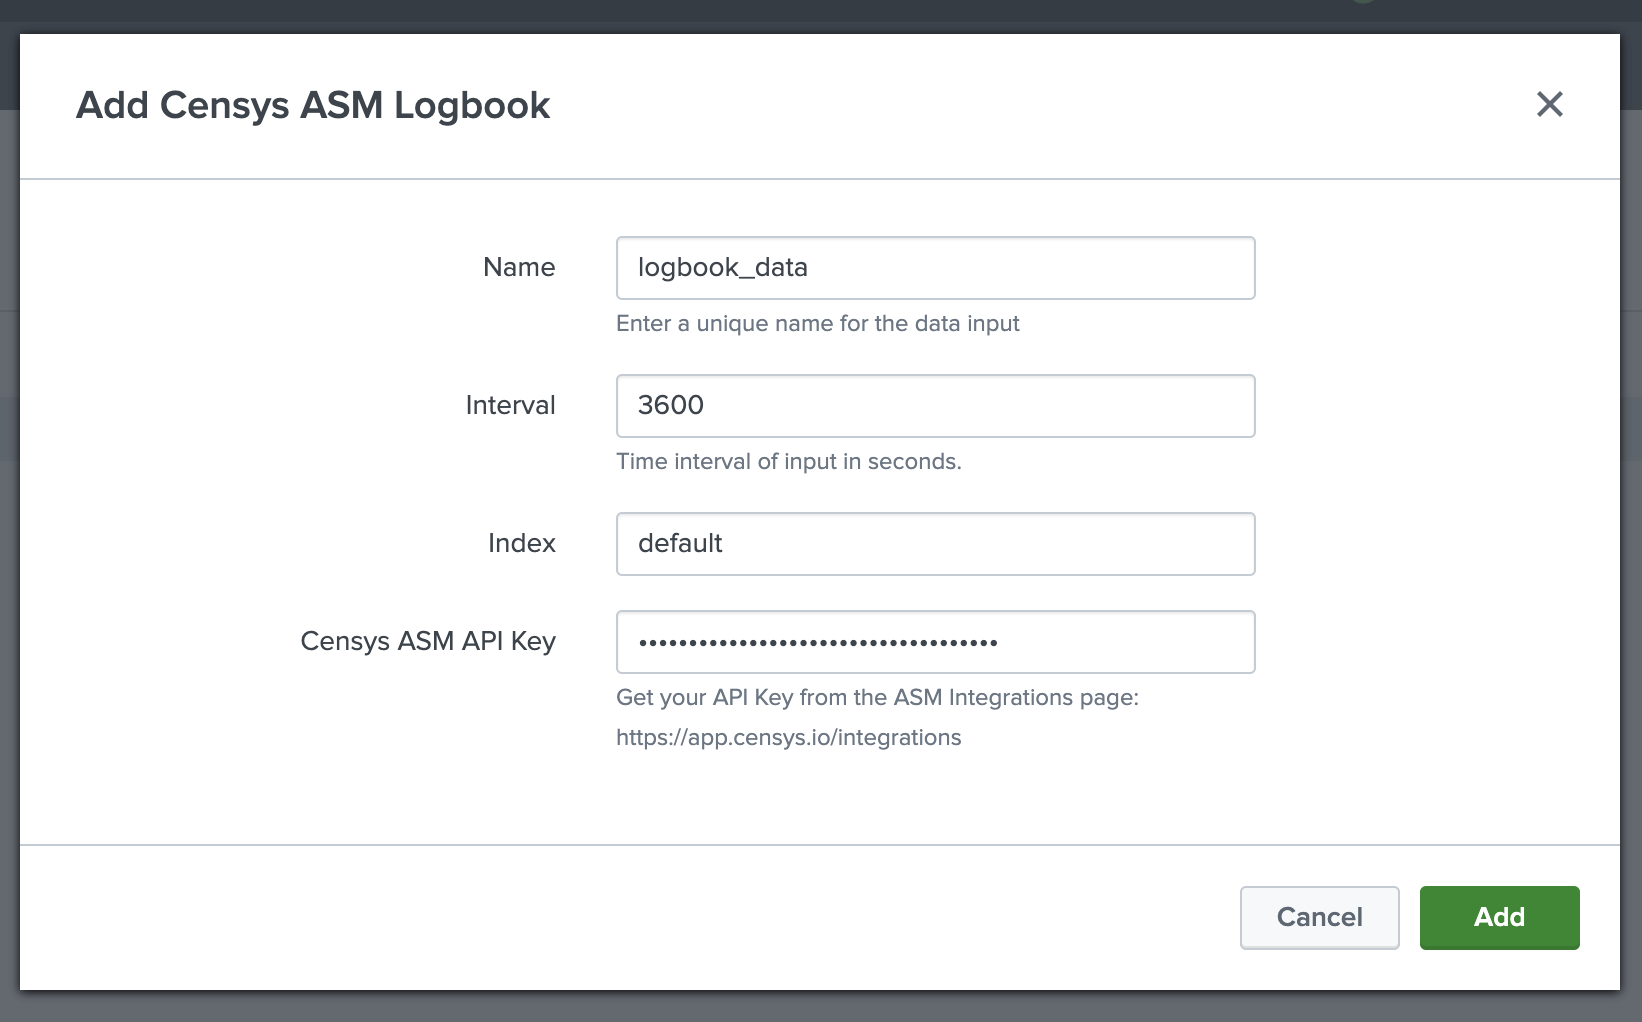 Add Censys ASM Logbook
Name
logbook_data
Enter a unique name for the data input
Interval
3600
Time interval of input in seconds.
Index
default
Censys ASM API Key
••••••••••••••••••••••••••••••••••••
Get your API Key from the ASM Integrations page:
https://app.censys.io/integrations
Cancel
Add